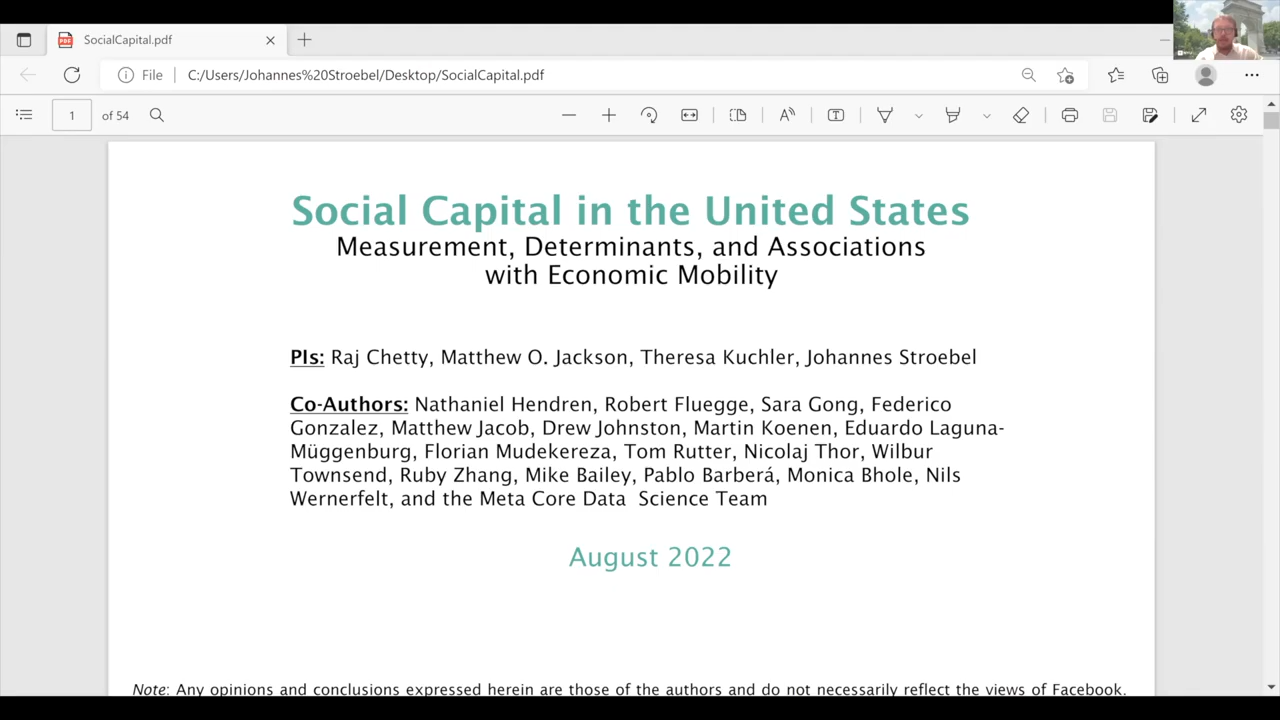 SocialCapital.pdf
File
C:/Users/Johannes%20Stroebel/Desktop/SocialCapital.pdf
1 of 54
Social Capital in the United States
Measurement, Determinants, and Associations
with Economic Mobility
PIs: Raj Chetty, Matthew O. Jackson, Theresa Kuchler, Johannes Stroebel
Co-Authors: Nathaniel Hendren, Robert Fluegge, Sara Gong, Federico
Gonzalez, Matthew Jacob, Drew Johnston, Martin Koenen, Eduardo Laguna-
Müggenburg, Florian Mudekereza, Tom Rutter, Nicolaj Thor, Wilbur
Townsend, Ruby Zhang, Mike Bailey, Pablo Barberá, Monica Bhole, Nils
Wernerfelt, and the Meta Core Data  Science Team
August 2022
Note: Any opinions and conclusions expressed herein are those of the authors and do not necessarily reflect the views of Facebook.